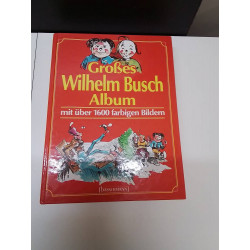 Großes
Wilhelm Busch
Album
mit über 1600 farbigen Bildern